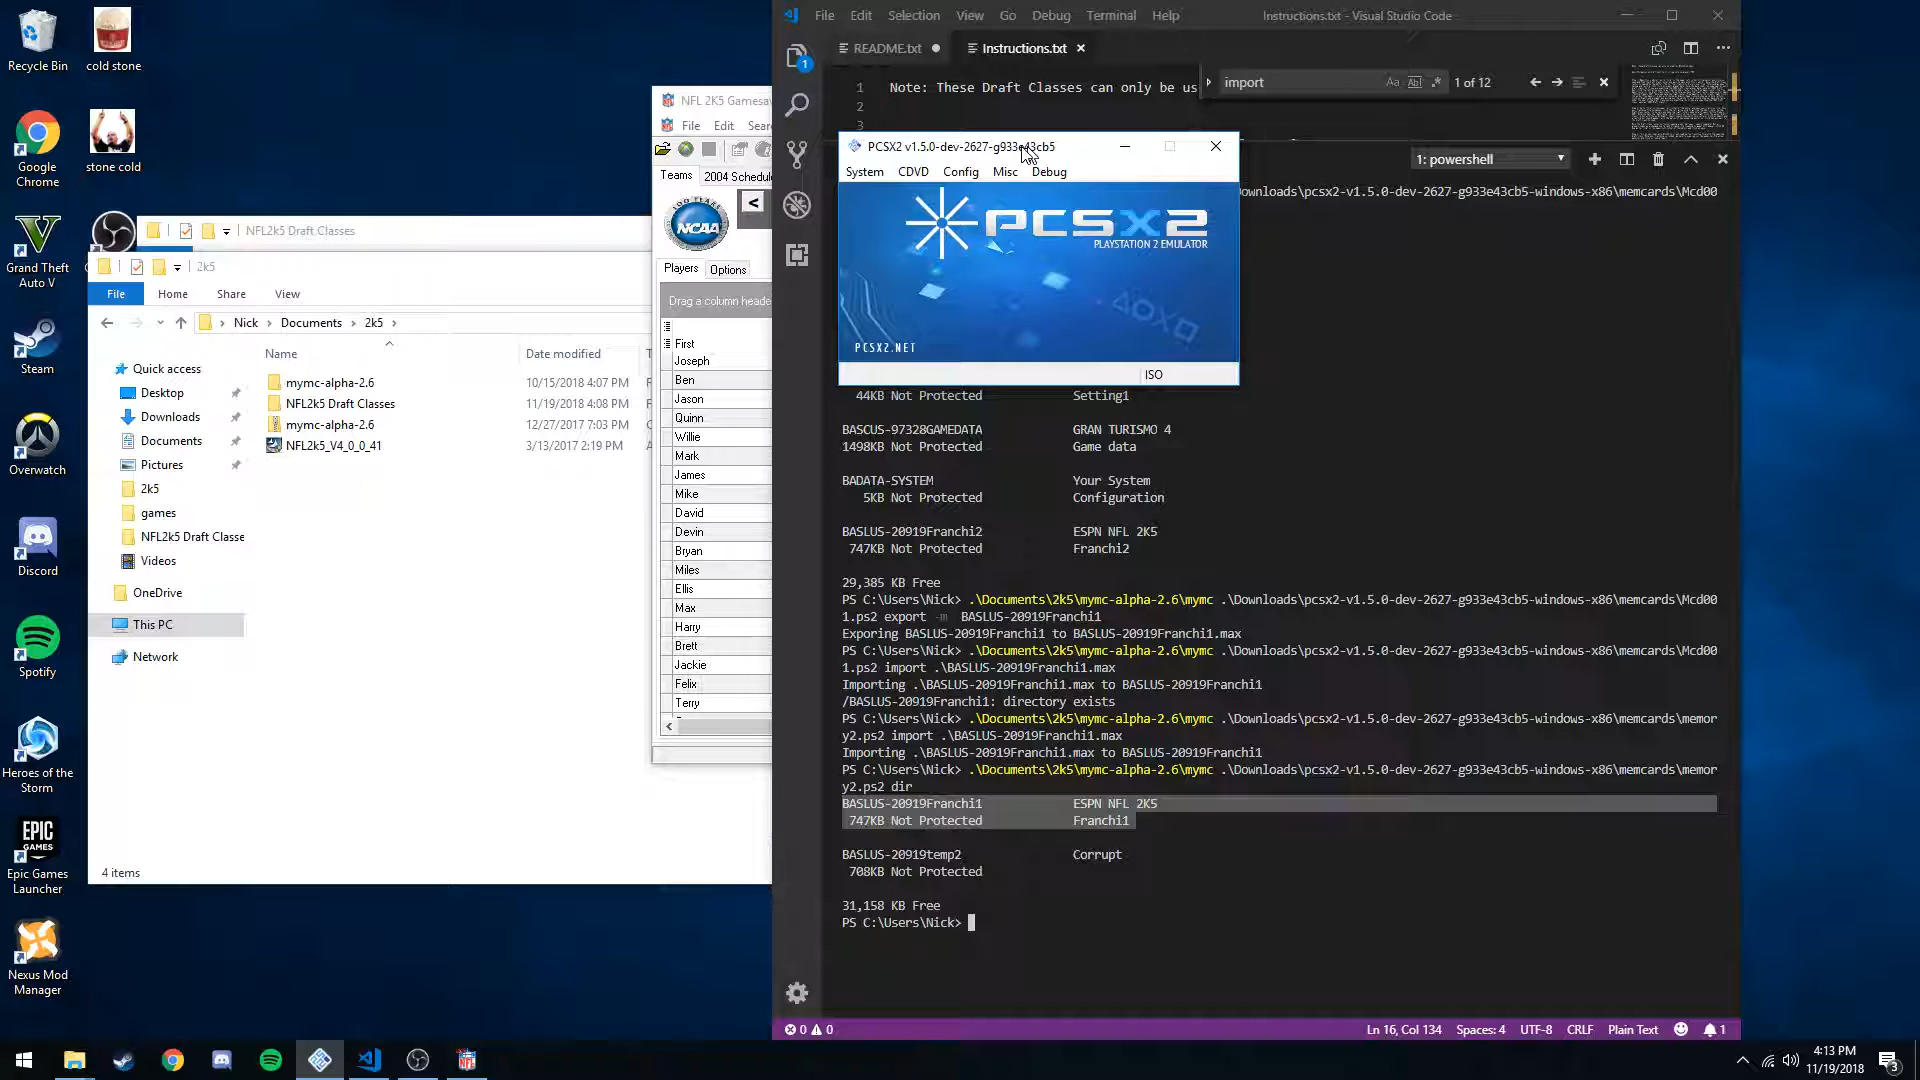 Recycle Bin
cold stone
Google Chrome
stone cold
Grand Theft Auto V
Steam
Overwatch
Discord
Spotify
Heroes of the Storm
Epic Games Launcher
Nexus Mod Manager
NFL2k5 Draft Classes
2k5
File Home Share View
Nick > Documents > 2k5 >
Name Date modified
Quick access
Desktop
Downloads
Documents
Pictures
2k5
games
NFL2k5 Draft Classe
Videos
OneDrive
This PC
Network
mymc-alpha-2.6 10/15/2018 4:07 PM
NFL2k5 Draft Classes 11/19/2018 4:08 PM
mymc-alpha-2.6 12/27/2017 7:03 PM
NFL2k5_V4_0_0_41 3/13/2017 2:19 PM
4 items
NFL 2K5 Gamesa
File Edit Sear
Teams 2004 Schedul
NCAA
<
Players Options
Drag a column heade
First
Joseph
Ben
Jason
Quinn
Willie
Mark
James
Mike
David
Devin
Bryan
Miles
Ellis
Max
Harry
Brett
Jackie
Felix
Terry
File Edit Selection View Go Debug Terminal Help
Instructions.txt - Visual Studio Code
README.txt Instructions.txt ×
1
import Aa Abl .* 1 of 12
1 Note: These Draft Classes can only be us
2
3
PCSX2 v1.5.0-dev-2627-g933e43cb5
System CDVD Config Misc Debug
PCSX2
PLAYSTATION 2 EMULATOR
PCSX2.NET
ISO
1: powershell
Downloads\pcsx2-v1.5.0-dev-2627-g933e43cb5-windows-x86\memcards\Mcd00
44KB Not Protected Setting1
BASCUS-97328GAMEDATA GRAN TURISMO 4
1498KB Not Protected Game data
BADATA-SYSTEM Your System
5KB Not Protected Configuration
BASLUS-20919Franchi2 ESPN NFL 2K5
747KB Not Protected Franchi2
29,385 KB Free
PS C:\Users\Nick> .\Documents\2k5\mymc-alpha-2.6\mymc .\Downloads\pcsx2-v1.5.0-dev-2627-g933e43cb5-windows-x86\memcards\Mcd00
1.ps2 export -m BASLUS-20919Franchi1
Exporing BASLUS-20919Franchi1 to BASLUS-20919Franchi1.max
PS C:\Users\Nick> .\Documents\2k5\mymc-alpha-2.6\mymc .\Downloads\pcsx2-v1.5.0-dev-2627-g933e43cb5-windows-x86\memcards\Mcd00
1.ps2 import .\BASLUS-20919Franchi1.max
Importing .\BASLUS-20919Franchi1.max to BASLUS-20919Franchi1
/BASLUS-20919Franchi1: directory exists
PS C:\Users\Nick> .\Documents\2k5\mymc-alpha-2.6\mymc .\Downloads\pcsx2-v1.5.0-dev-2627-g933e43cb5-windows-x86\memcards\memor
y2.ps2 import .\BASLUS-20919Franchi1.max
Importing .\BASLUS-20919Franchi1.max to BASLUS-20919Franchi1
PS C:\Users\Nick> .\Documents\2k5\mymc-alpha-2.6\mymc .\Downloads\pcsx2-v1.5.0-dev-2627-g933e43cb5-windows-x86\memcards\memor
y2.ps2 dir
BASLUS-20919Franchi1 ESPN NFL 2K5
747KB Not Protected Franchi1
BASLUS-20919temp2 Corrupt
708KB Not Protected
31,158 KB Free
PS C:\Users\Nick>
0 0
Ln 16, Col 134 Spaces: 4 UTF-8 CRLF Plain Text 1
4:13 PM
11/19/2018
3